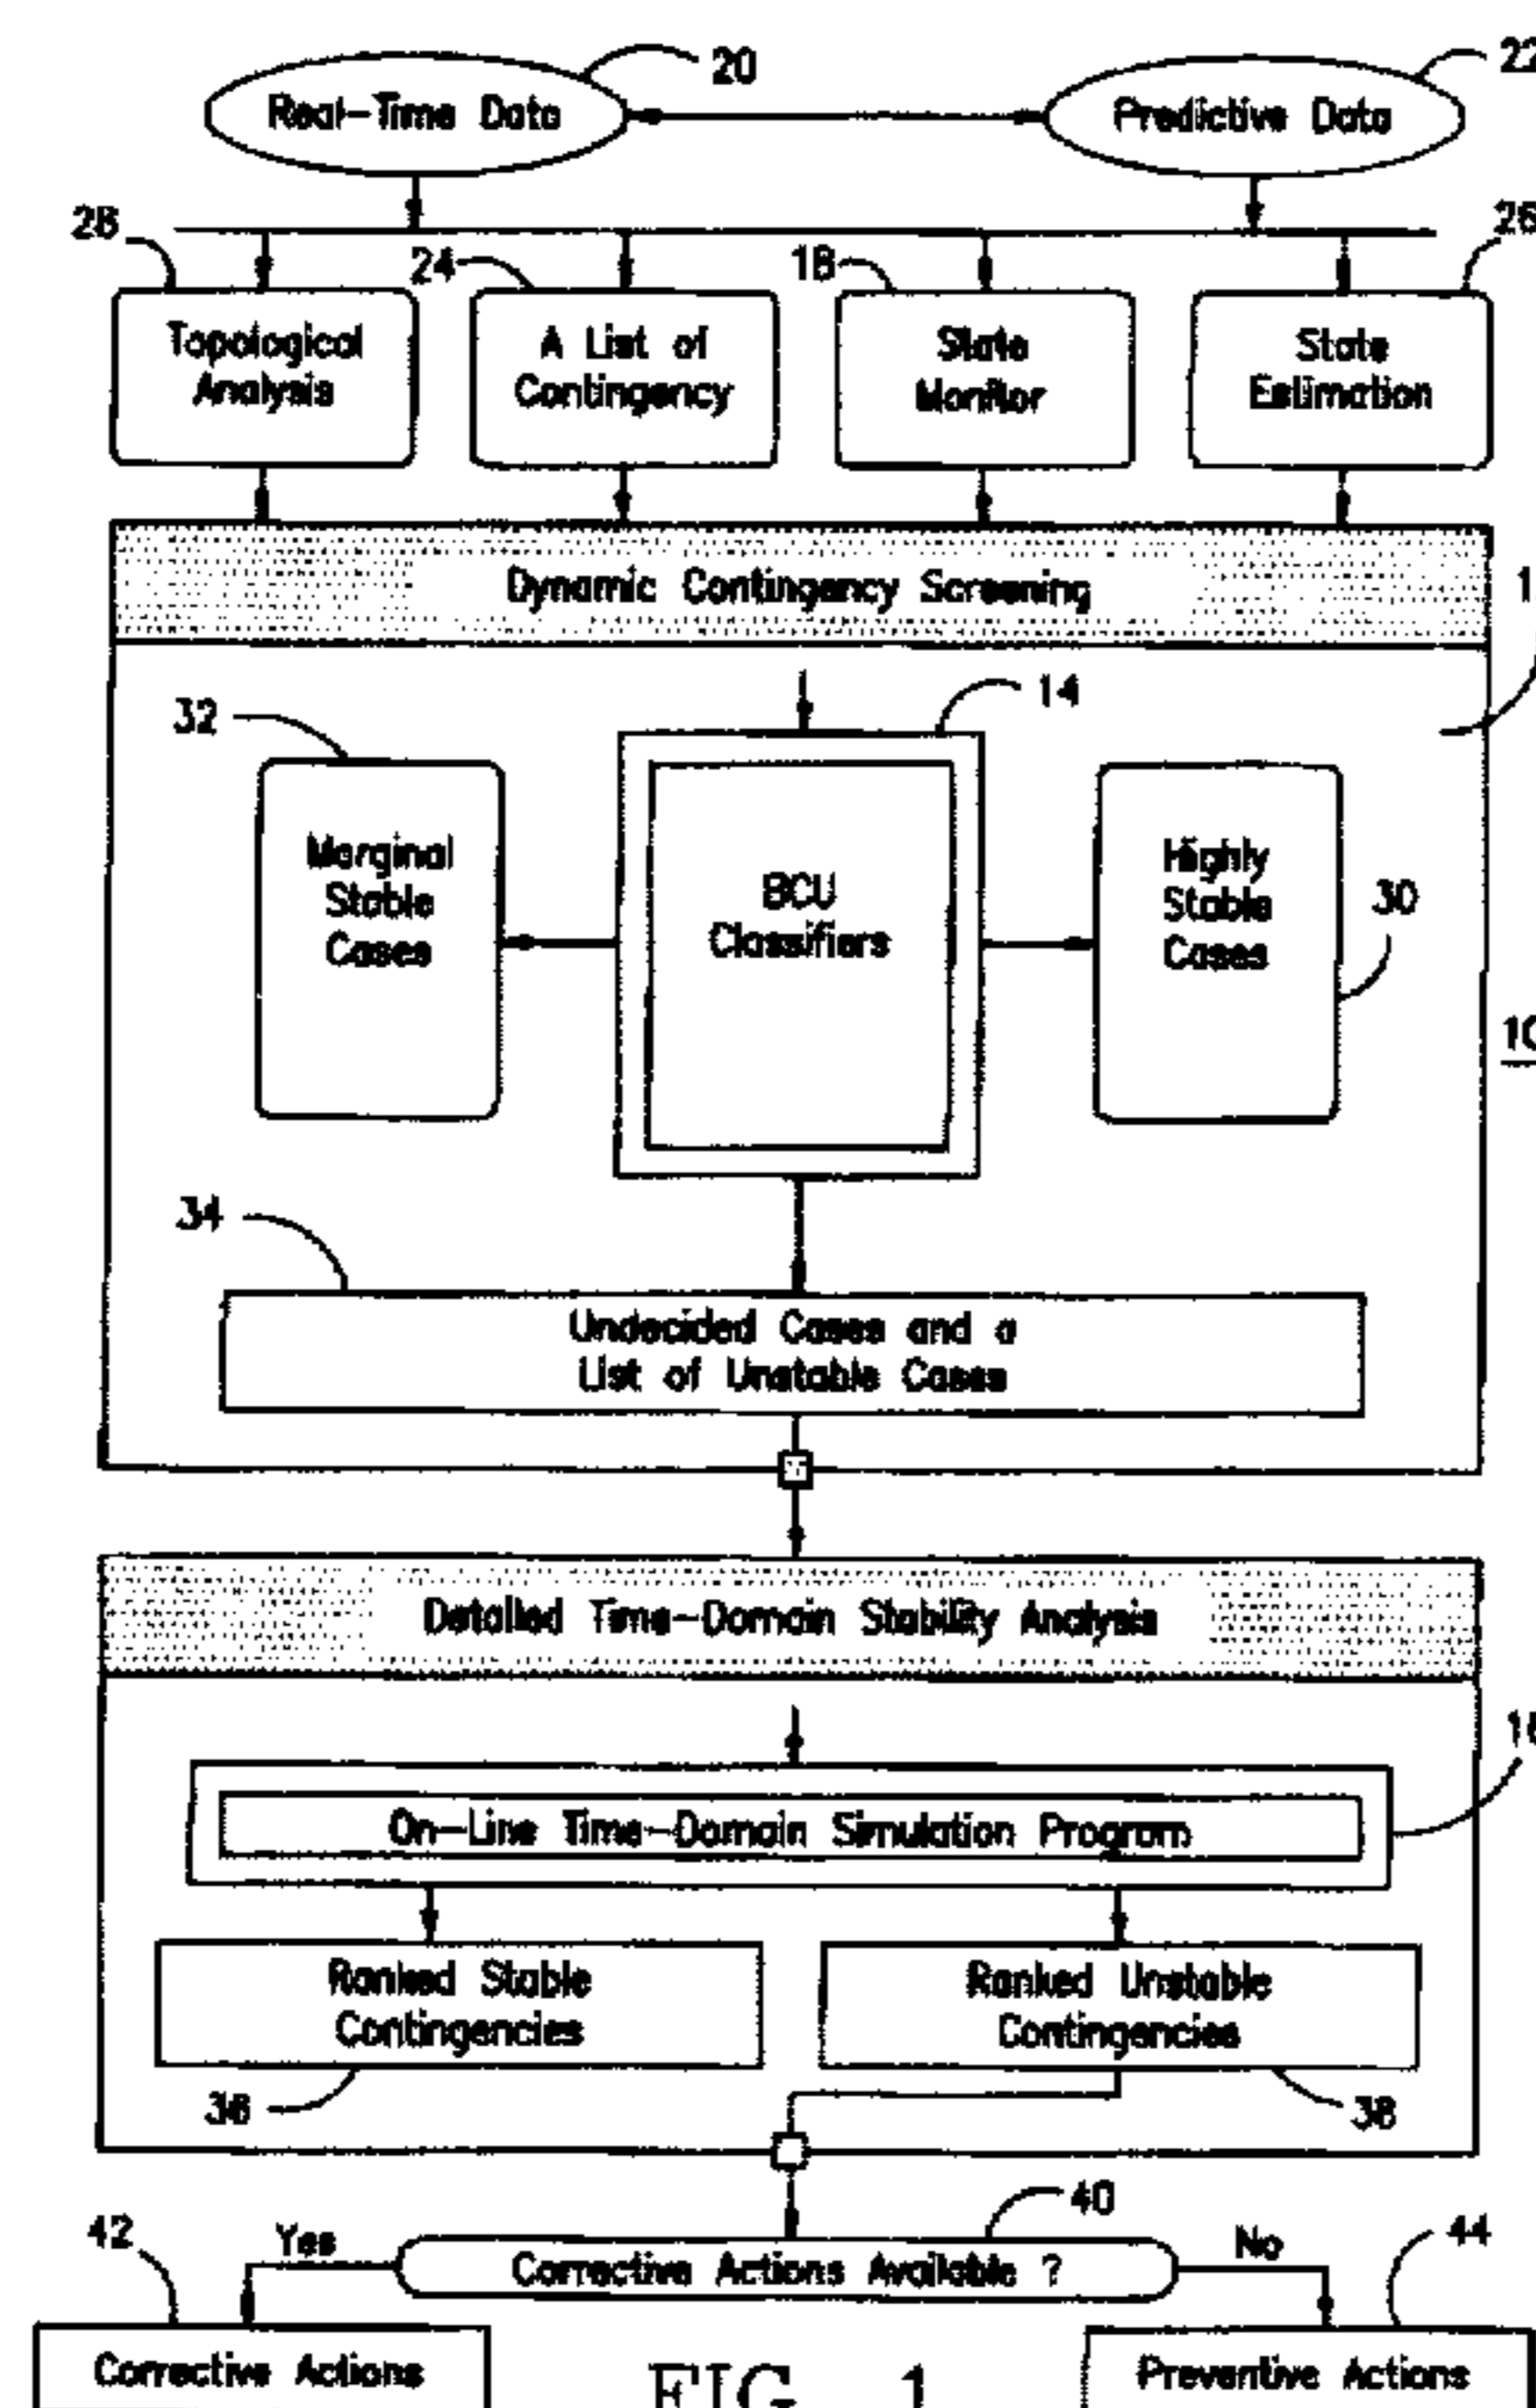 20
22
Real-Time Data
Predictive Data
28
24
18
26
Topological
Analysis
A List of
Contingency
State
Monitor
State
Estimation
Dynamic Contingency Screening
14
32
Marginal
Stable
Cases
BCU
Classifiers
Highly
Stable
Cases
30
10
34
Undecided Cases and a
List of Unstable Cases
Detailed Time-Domain Stability Analysis
On-Line Time-Domain Simulation Program
Ranked Stable
Contingencies
Ranked Unstable
Contingencies
36
38
40
42
Yes
No
44
Corrective Actions Available ?
Corrective Actions
Preventive Actions
FIG. 1